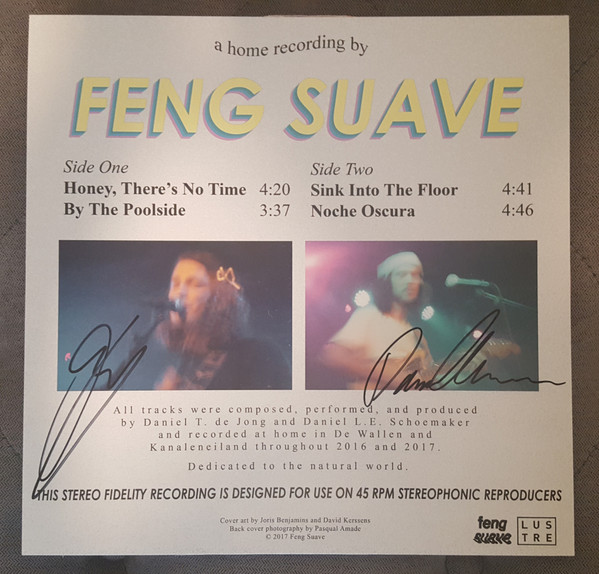 a home recording by
FENG SUAVE
Side One
Honey, There's No Time 4:20
By The Poolside 3:37
Side Two
Sink Into The Floor 4:41
Noche Oscura 4:46
All tracks were composed, performed, and produced
by Daniel T. de Jong and Daniel L.E. Schoemaker
and recorded at home in De Wallen and
Kanaleneiland throughout 2016 and 2017.
Dedicated to the natural world.
THIS STEREO FIDELITY RECORDING IS DESIGNED FOR USE ON 45 RPM STEREOPHONIC REPRODUCERS
Cover art by Joris Benjamins and David Kerssens
Back cover photography by Pasqual Amade
© 2017 Feng Suave
feng
suave
LUS
TRE